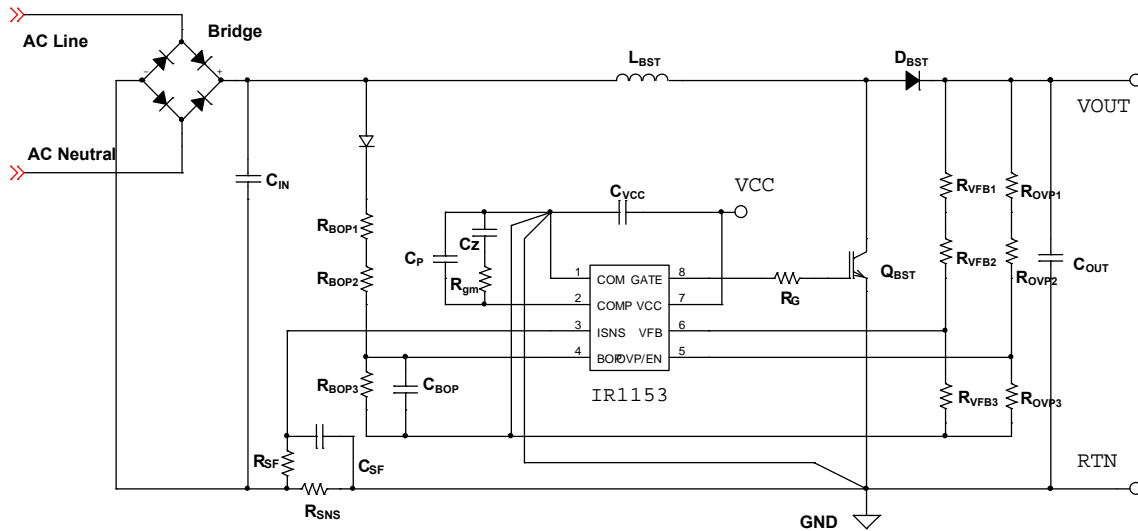 AC Line
Bridge
- +
AC Neutral
LBST
DBST
VOUT
CIN
RBOP1
RBOP2
RBOP3
CBOP
CP
Cz
Rgm
CVCC
VCC
1 COM GATE 8
2 COMP VCC 7
3 ISNS VFB 6
4 BOP OVP/EN 5
IR1153
RG
QBST
RVFB1
RVFB2
RVFB3
ROVP1
ROVP2
ROVP3
COUT
RSF
CSF
RSNS
GND
RTN